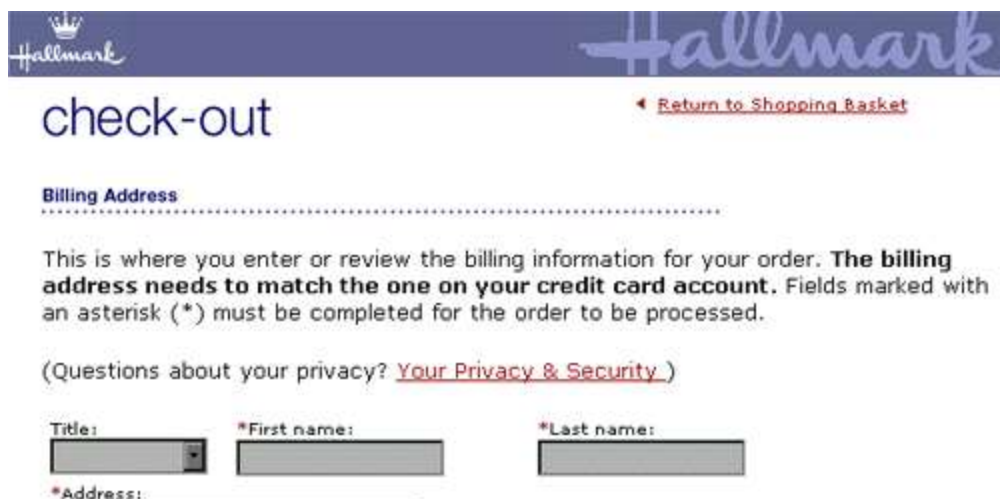 Hallmark
Hallmark
check-out
Return to Shopping Basket
Billing Address
This is where you enter or review the billing information for your order. The billing
address needs to match the one on your credit card account. Fields marked with
an asterisk (*) must be completed for the order to be processed.
(Questions about your privacy? Your Privacy & Security )
Title: *First name: *Last name:
*Address: